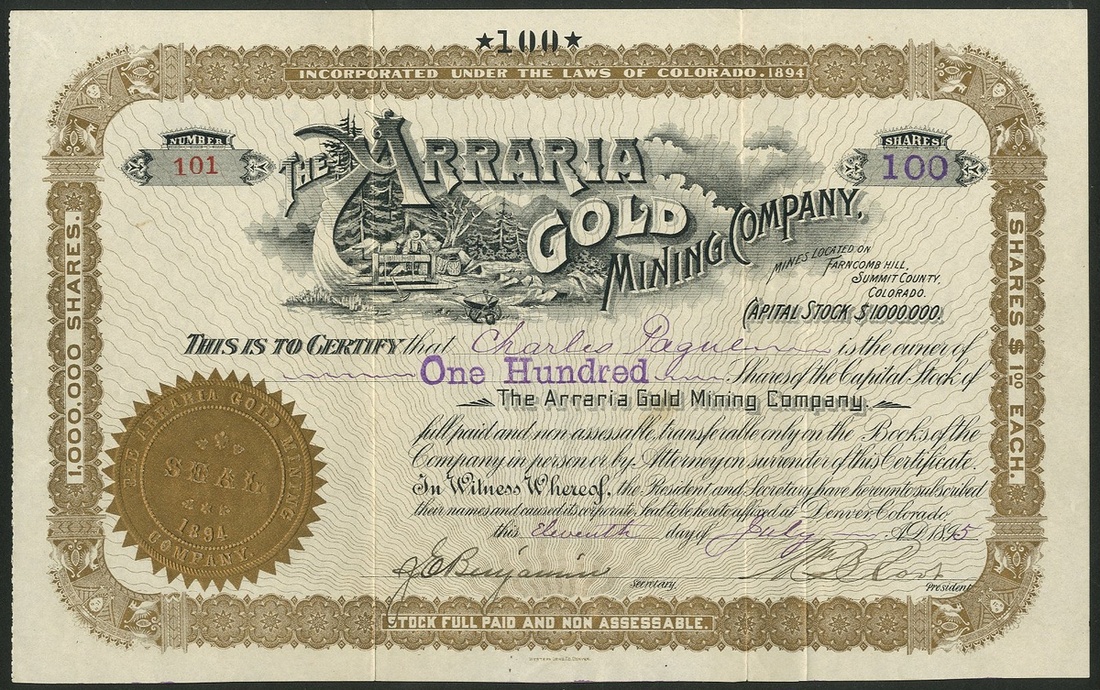 ★100★
INCORPORATED UNDER THE LAWS OF COLORADO. 1894
NUMBER
101
THE ARRARIA
GOLD
MINING COMPANY,
SHARES
100
MINES LOCATED ON
FARNCOMB HILL,
SUMMIT COUNTY,
COLORADO.
CAPITAL STOCK $1,000,000.
1,000,000 SHARES.
SHARES $1.00 EACH.
THIS IS TO CERTIFY that Charles Pague is the owner of
One Hundred Shares of the Capital Stock of
The Arraria Gold Mining Company,
full paid and non assessable, transferable only on the Books of the
Company in person or by Attorney on surrender of this Certificate.
In Witness Whereof, the President and Secretary have hereunto subscribed
their names and caused its corporate Seal to be hereto affixed at Denver, Colorado,
this Eleventh day of July A.D. 1895
J E Benjamin
Secretary.
Wm B Root
President
THE ARRARIA GOLD MINING
SEAL
1894
COMPANY
STOCK FULL PAID AND NON ASSESSABLE.